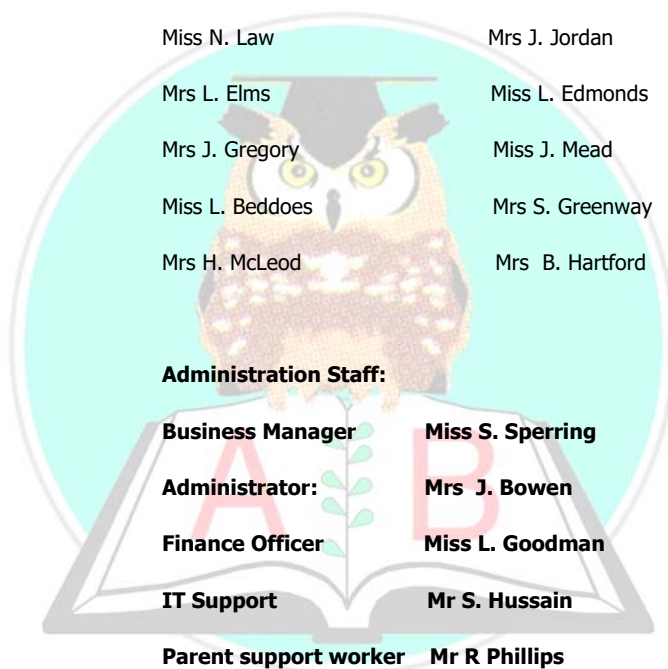 Miss N. Law Mrs J. Jordan
Mrs L. Elms Miss L. Edmonds
Mrs J. Gregory Miss J. Mead
Miss L. Beddoes Mrs S. Greenway
Mrs H. McLeod Mrs B. Hartford
Administration Staff:
Business Manager Miss S. Sperring
Administrator: Mrs J. Bowen
Finance Officer Miss L. Goodman
IT Support Mr S. Hussain
Parent support worker Mr R Phillips
A B